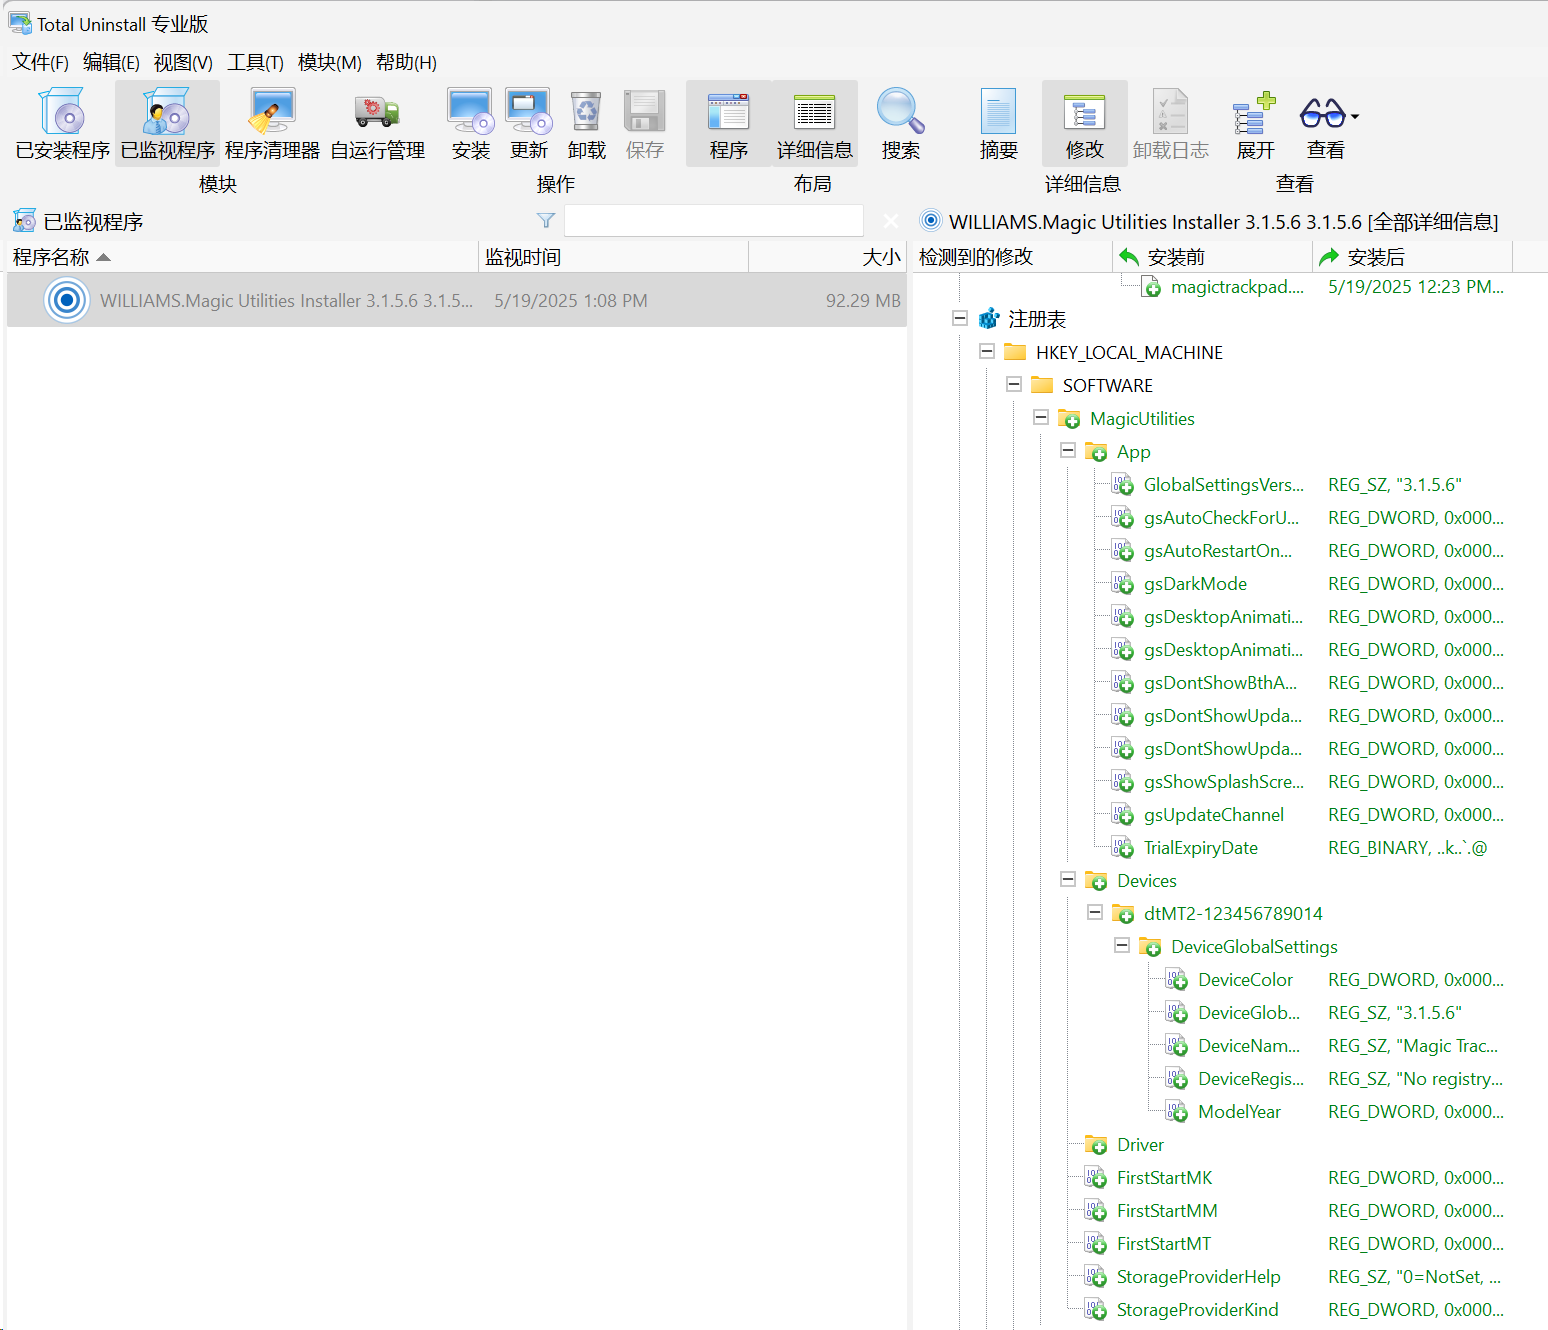 Total Uninstall 专业版
文件(F) 编辑(E) 视图(V) 工具(T) 模块(M) 帮助(H)
已安装程序 已监视程序 程序清理器 自运行管理 安装 更新 卸载 保存 程序 详细信息 搜索 摘要 修改 卸载日志 展开 查看
模块 操作 布局 详细信息 查看
已监视程序
WILLIAMS.Magic Utilities Installer 3.1.5.6 3.1.5.6 [全部详细信息]
程序名称 监视时间 大小
检测到的修改 安装前 安装后
WILLIAMS.Magic Utilities Installer 3.1.5.6 3.1.5... 5/19/2025 1:08 PM 92.29 MB
magictrackpad.... 5/19/2025 12:23 PM...
注册表
HKEY_LOCAL_MACHINE
SOFTWARE
MagicUtilities
App
GlobalSettingsVers... REG_SZ, "3.1.5.6"
gsAutoCheckForU... REG_DWORD, 0x000...
gsAutoRestartOn... REG_DWORD, 0x000...
gsDarkMode REG_DWORD, 0x000...
gsDesktopAnimati... REG_DWORD, 0x000...
gsDesktopAnimati... REG_DWORD, 0x000...
gsDontShowBthA... REG_DWORD, 0x000...
gsDontShowUpda... REG_DWORD, 0x000...
gsDontShowUpda... REG_DWORD, 0x000...
gsShowSplashScre... REG_DWORD, 0x000...
gsUpdateChannel REG_DWORD, 0x000...
TrialExpiryDate REG_BINARY, ..k..`.@
Devices
dtMT2-123456789014
DeviceGlobalSettings
DeviceColor REG_DWORD, 0x000...
DeviceGlob... REG_SZ, "3.1.5.6"
DeviceNam... REG_SZ, "Magic Trac...
DeviceRegis... REG_SZ, "No registry...
ModelYear REG_DWORD, 0x000...
Driver
FirstStartMK REG_DWORD, 0x000...
FirstStartMM REG_DWORD, 0x000...
FirstStartMT REG_DWORD, 0x000...
StorageProviderHelp REG_SZ, "0=NotSet, ...
StorageProviderKind REG_DWORD, 0x000...